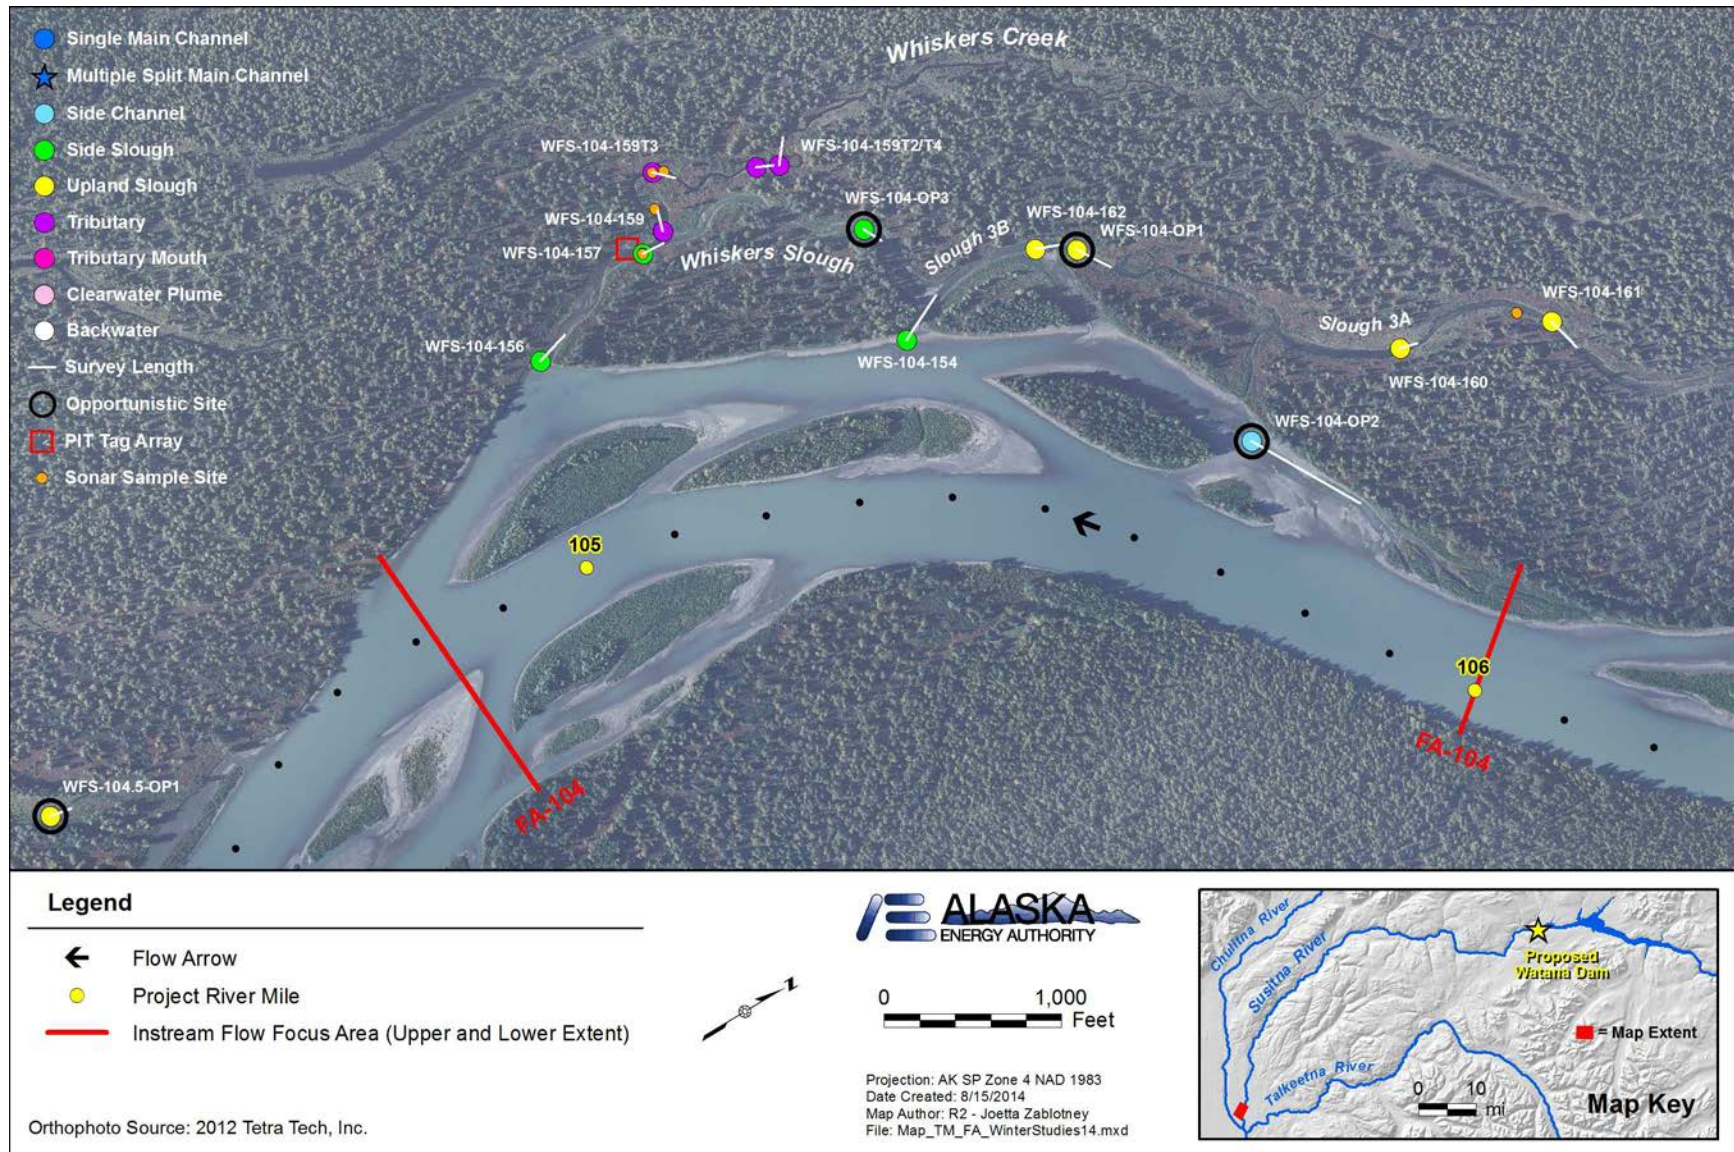 Single Main Channel
Multiple Split Main Channel
Side Channel
Side Slough
Upland Slough
Tributary
Tributary Mouth
Clearwater Plume
Backwater
Survey Length
Opportunistic Site
PIT Tag Array
Sonar Sample Site
Whiskers Creek
WFS-104-159T3
WFS-104-159T2/T4
WFS-104-OP3
WFS-104-162
WFS-104-159
WFS-104-OP1
WFS-104-157
Whiskers Slough
Slough 3B
WFS-104-161
Slough 3A
WFS-104-156
WFS-104-154
WFS-104-160
WFS-104-OP2
105
106
FA-104
FA-104
WFS-104.5-OP1
Legend
Flow Arrow
Project River Mile
Instream Flow Focus Area (Upper and Lower Extent)
Orthophoto Source: 2012 Tetra Tech, Inc.
ALASKA
ENERGY AUTHORITY
0 1,000
Feet
Projection: AK SP Zone 4 NAD 1983
Date Created: 8/15/2014
Map Author: R2 - Joetta Zablotney
File: Map_TM_FA_WinterStudies14.mxd
Chulitna River
Susitna River
Proposed
Watana Dam
= Map Extent
Talkeetna River
0 10
mi
Map Key